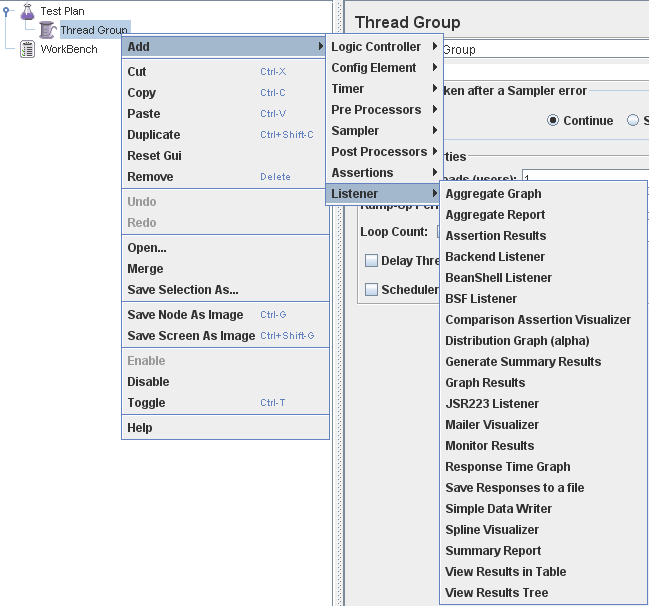 Test Plan
Thread Group
WorkBench
Add
Cut Ctrl-X
Copy Ctrl-C
Paste Ctrl-V
Duplicate Ctrl+Shift-C
Reset Gui
Remove Delete
Undo
Redo
Open...
Merge
Save Selection As...
Save Node As Image Ctrl-G
Save Screen As Image Ctrl+Shift-G
Enable
Disable
Toggle Ctrl-T
Help
Logic Controller
Config Element
Timer
Pre Processors
Sampler
Post Processors
Assertions
Listener
Thread Group
Group
ken after a Sampler error
Continue S
ties
ads (users): 1
Loop Count:
Delay Thre
Scheduler
Aggregate Graph
Aggregate Report
Assertion Results
Backend Listener
BeanShell Listener
BSF Listener
Comparison Assertion Visualizer
Distribution Graph (alpha)
Generate Summary Results
Graph Results
JSR223 Listener
Mailer Visualizer
Monitor Results
Response Time Graph
Save Responses to a file
Simple Data Writer
Spline Visualizer
Summary Report
View Results in Table
View Results Tree